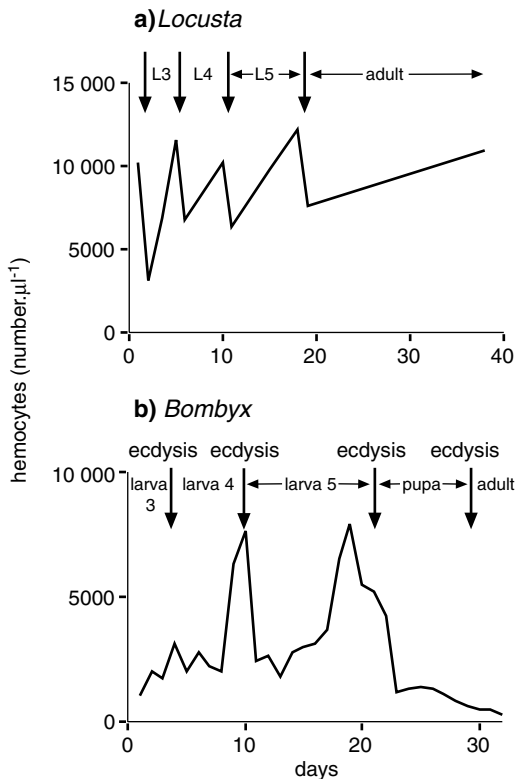 a) Locusta
L3 L4 L5 adult
15 000
10 000
5000
0
0 10 20 30 40
hemocytes (number.µl-1)
b) Bombyx
ecdysis ecdysis ecdysis ecdysis
10 000
larva 3 larva 4 larva 5 pupa adult
5000
0
0 10 20 30
days